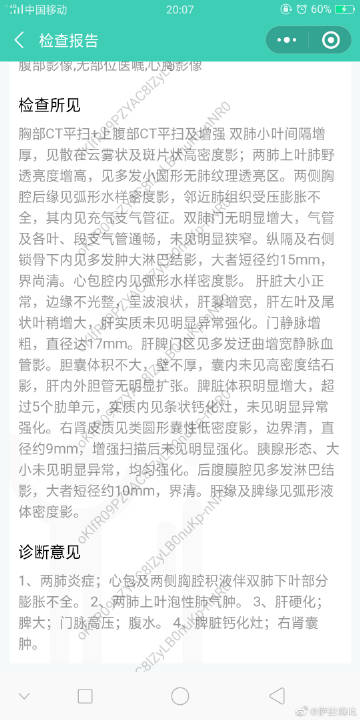 4G 中国移动 20:07 60%
检查报告
腹部影像,无部位医嘱,心胸影像
检查所见
胸部CT平扫+上腹部CT平扫及增强 双肺小叶间隔增
厚，见散在云雾状及斑片状高密度影；两肺上叶肺野
透亮度增高，见多发小圆形无肺纹理透亮区。两侧胸
腔后缘见弧形水样密度影，邻近肺组织受压膨胀不
全，其内见充气支气管征。双肺门无明显增大，气管
及各叶、段支气管通畅，未见明显狭窄。纵隔及右侧
锁骨下内见多发肿大淋巴结影，大者短径约15mm，
界尚清。心包腔内见弧形水样密度影。 肝脏大小正
常，边缘不光整，呈波浪状，肝裂增宽，肝左叶及尾
状叶稍增大，肝实质未见明显异常强化。门静脉增
粗，直径达17mm。肝脾门区见多发迂曲增宽静脉血
管影。胆囊体积不大，壁不厚，囊内未见高密度结石
影，肝内外胆管无明显扩张。脾脏体积明显增大，超
过5个肋单元，实质内见条状钙化灶，未见明显异常
强化。右肾皮质见类圆形囊性低密度影，边界清，直
径约9mm，增强扫描后未见明显强化。胰腺形态、大
小未见明显异常，均匀强化。后腹膜腔见多发淋巴结
影，大者短径约10mm，界清。肝缘及脾缘见弧形液
体密度影。
诊断意见
1、两肺炎症；心包及两侧胸腔积液伴双肺下叶部分
膨胀不全。 2、两肺上叶泡性肺气肿。 3、肝硬化；
脾大；门脉高压；腹水。 4、脾脏钙化灶；右肾囊
肿。